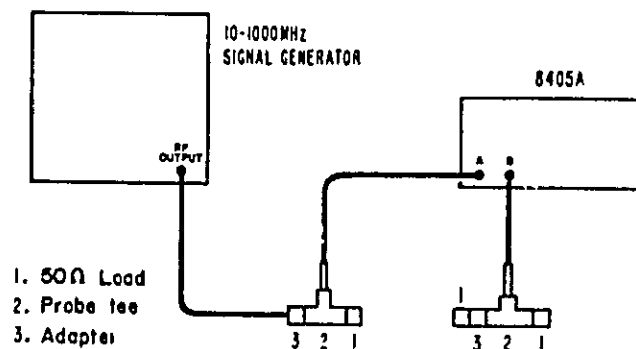 10-1000MHz
SIGNAL GENERATOR
8405A
RF
OUTPUT
A B
1. 50Ω Load
2. Probe tee
3. Adapter
1
3 2 1
3 2 1